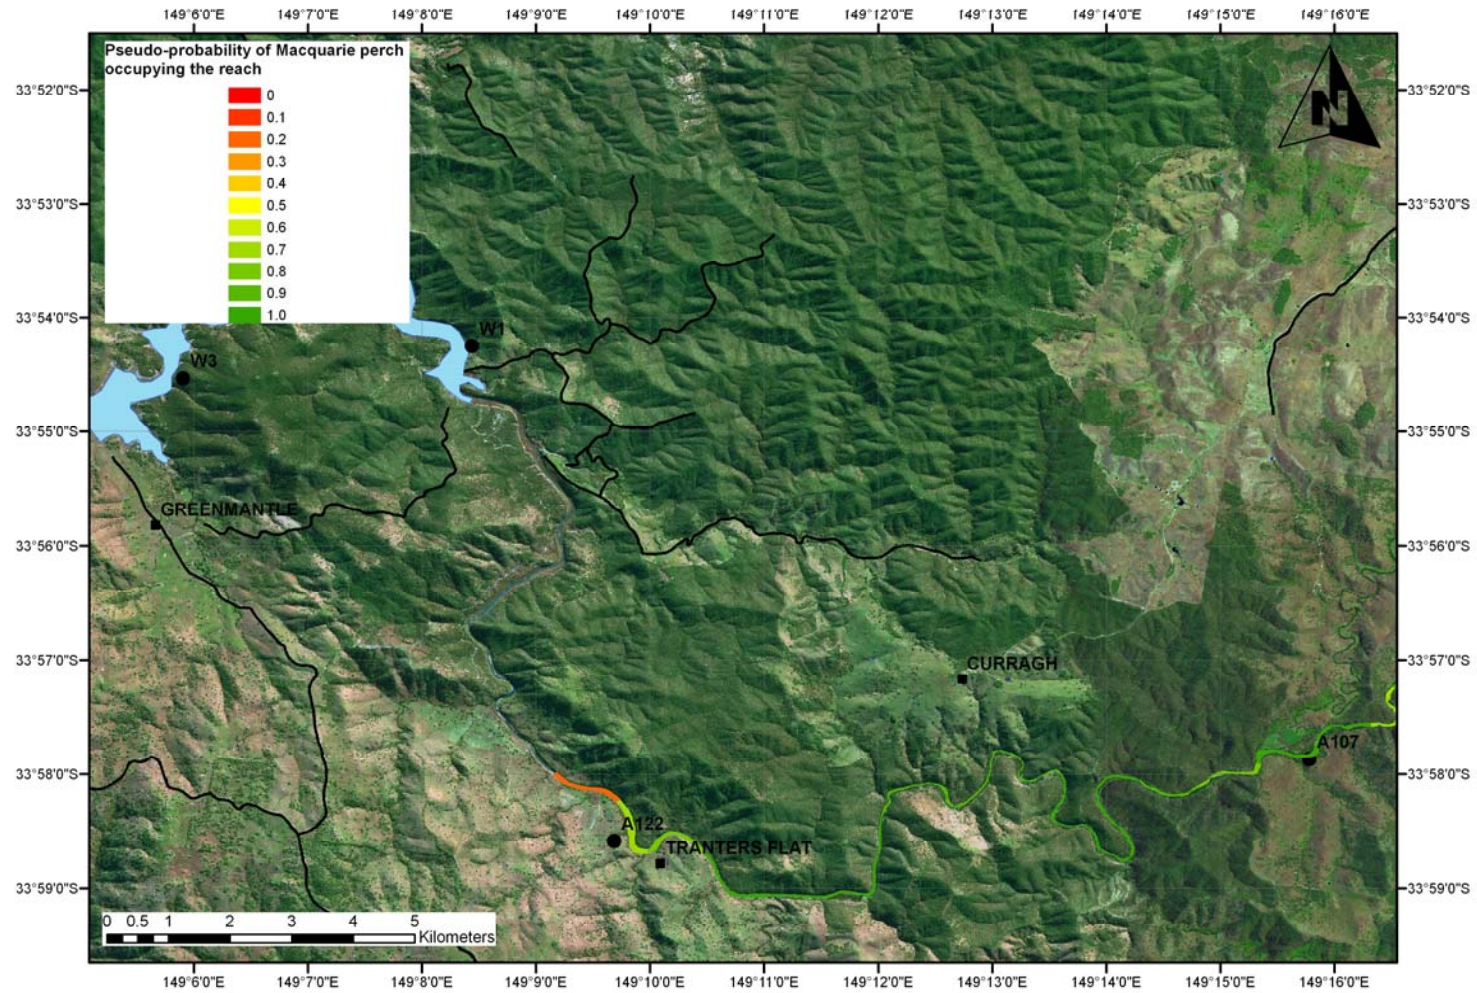 149°6'0"E 149°7'0"E 149°8'0"E 149°9'0"E 149°10'0"E 149°11'0"E 149°12'0"E 149°13'0"E 149°14'0"E 149°15'0"E 149°16'0"E
Pseudo-probability of Macquarie perch
occupying the reach
0
0.1
0.2
0.3
0.4
0.5
0.6
0.7
0.8
0.9
1.0
N
33°52'0"S 33°52'0"S
33°53'0"S 33°53'0"S
33°54'0"S 33°54'0"S
W1
W3
33°55'0"S 33°55'0"S
GREENMANTLE
33°56'0"S 33°56'0"S
33°57'0"S 33°57'0"S
CURRAGH
A107
33°58'0"S 33°58'0"S
A122
TRANTERS FLAT
33°59'0"S 33°59'0"S
0 0.5 1 2 3 4 5
Kilometers
149°6'0"E 149°7'0"E 149°8'0"E 149°9'0"E 149°10'0"E 149°11'0"E 149°12'0"E 149°13'0"E 149°14'0"E 149°15'0"E 149°16'0"E